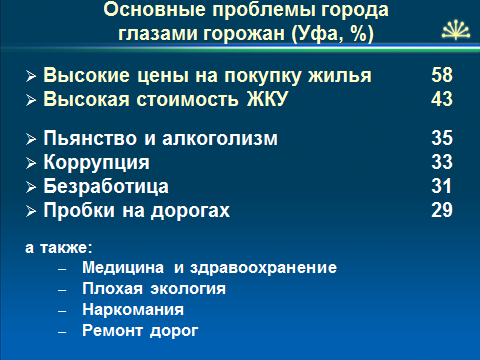 Основные проблемы города
глазами горожан (Уфа, %)
Высокие цены на покупку жилья 58
Высокая стоимость ЖКУ 43
Пьянство и алкоголизм 35
Коррупция 33
Безработица 31
Пробки на дорогах 29
а также:
– Медицина и здравоохранение
– Плохая экология
– Наркомания
– Ремонт дорог